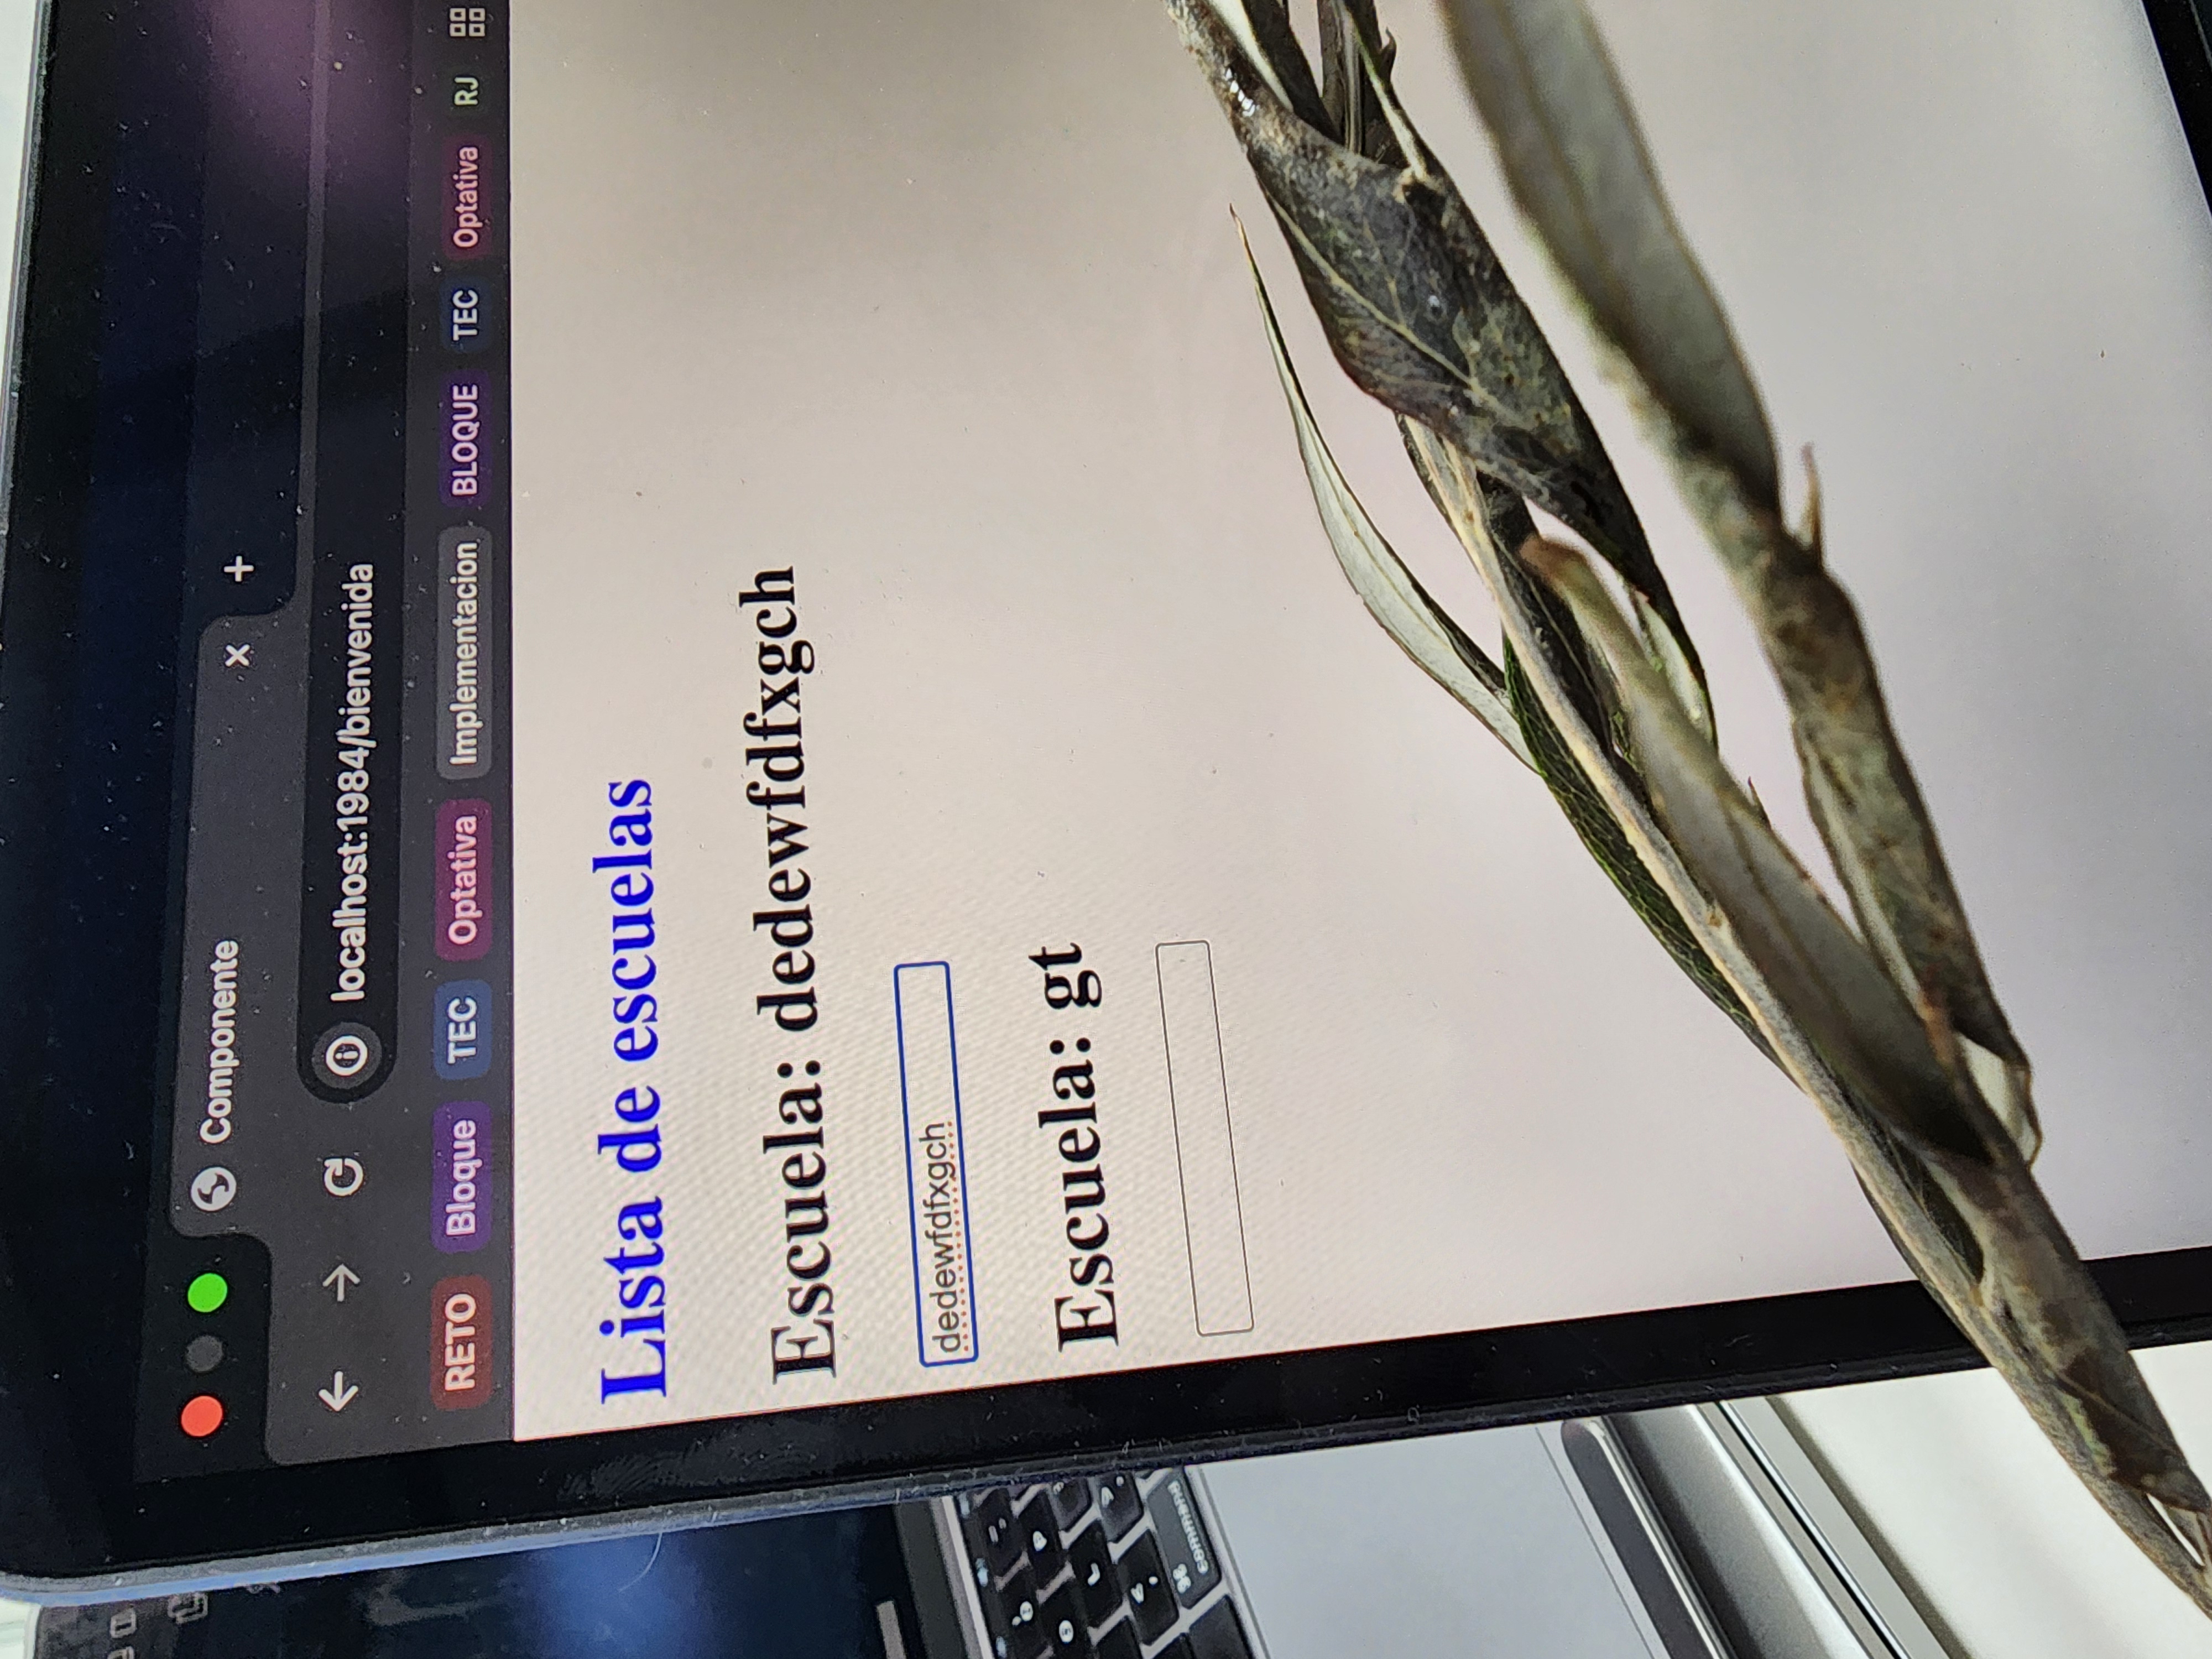 Componente
localhost:1984/bienvenida
RETO Bloque TEC Optativa Implementacion BLOQUE TEC Optativa RJ
Lista de escuelas
Escuela: dedewfdfxgch
dedewfdfxgch
Escuela: gt
⌘
command